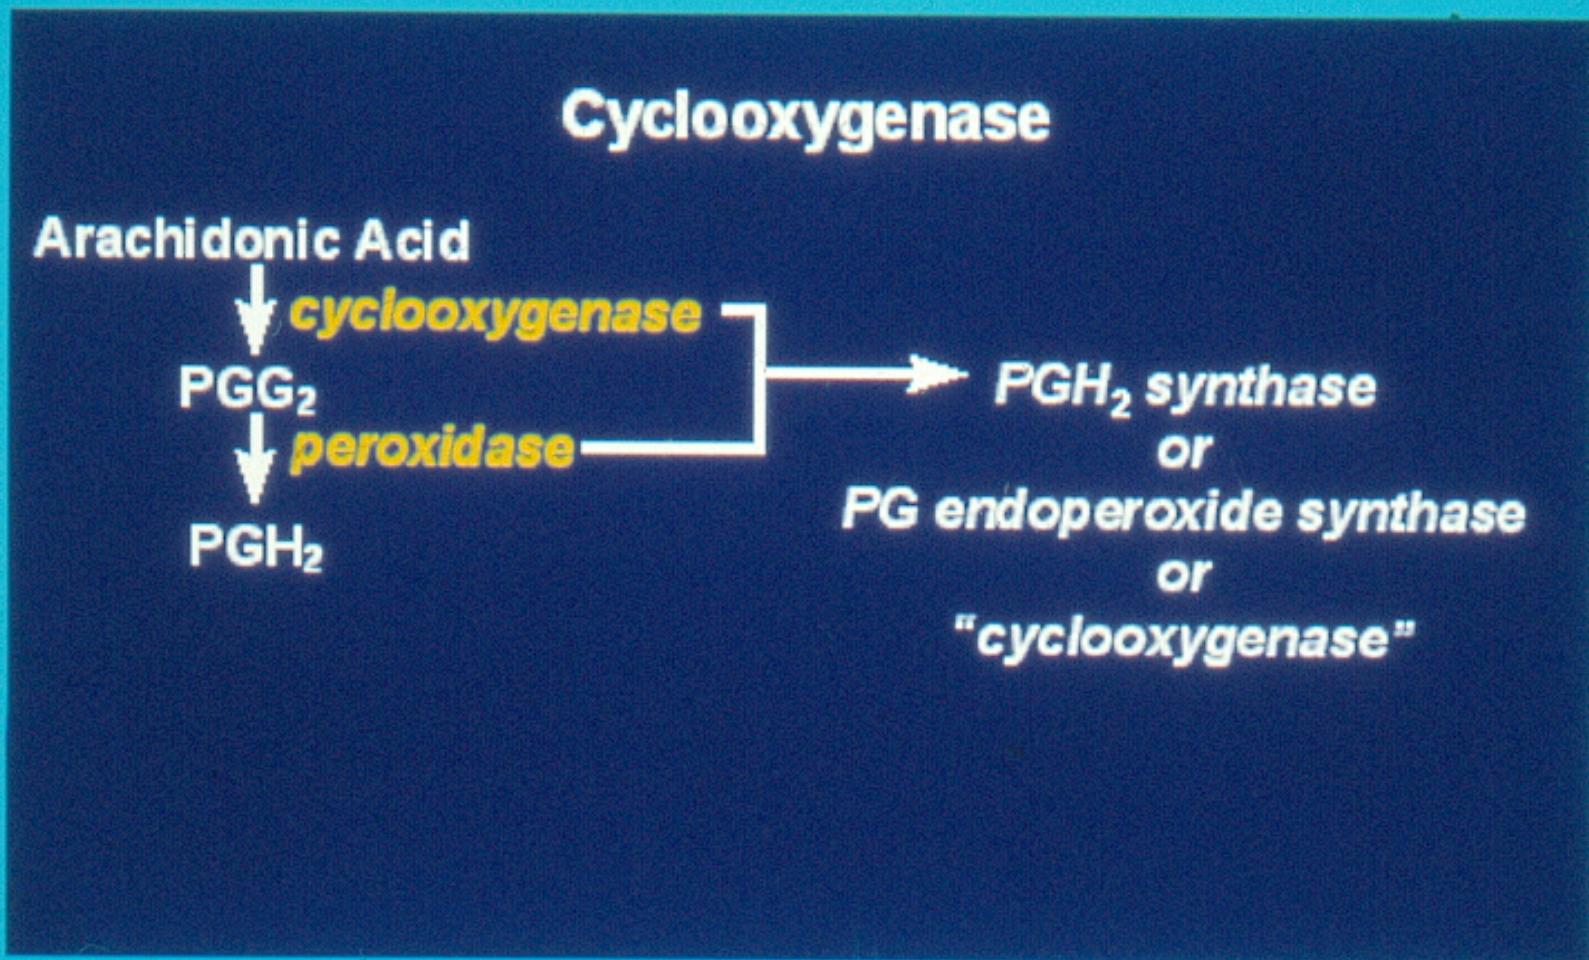 Cyclooxygenase
Arachidonic Acid
cyclooxygenase
PGG₂
peroxidase
PGH₂
PGH₂ synthase
or
PG endoperoxide synthase
or
“cyclooxygenase”